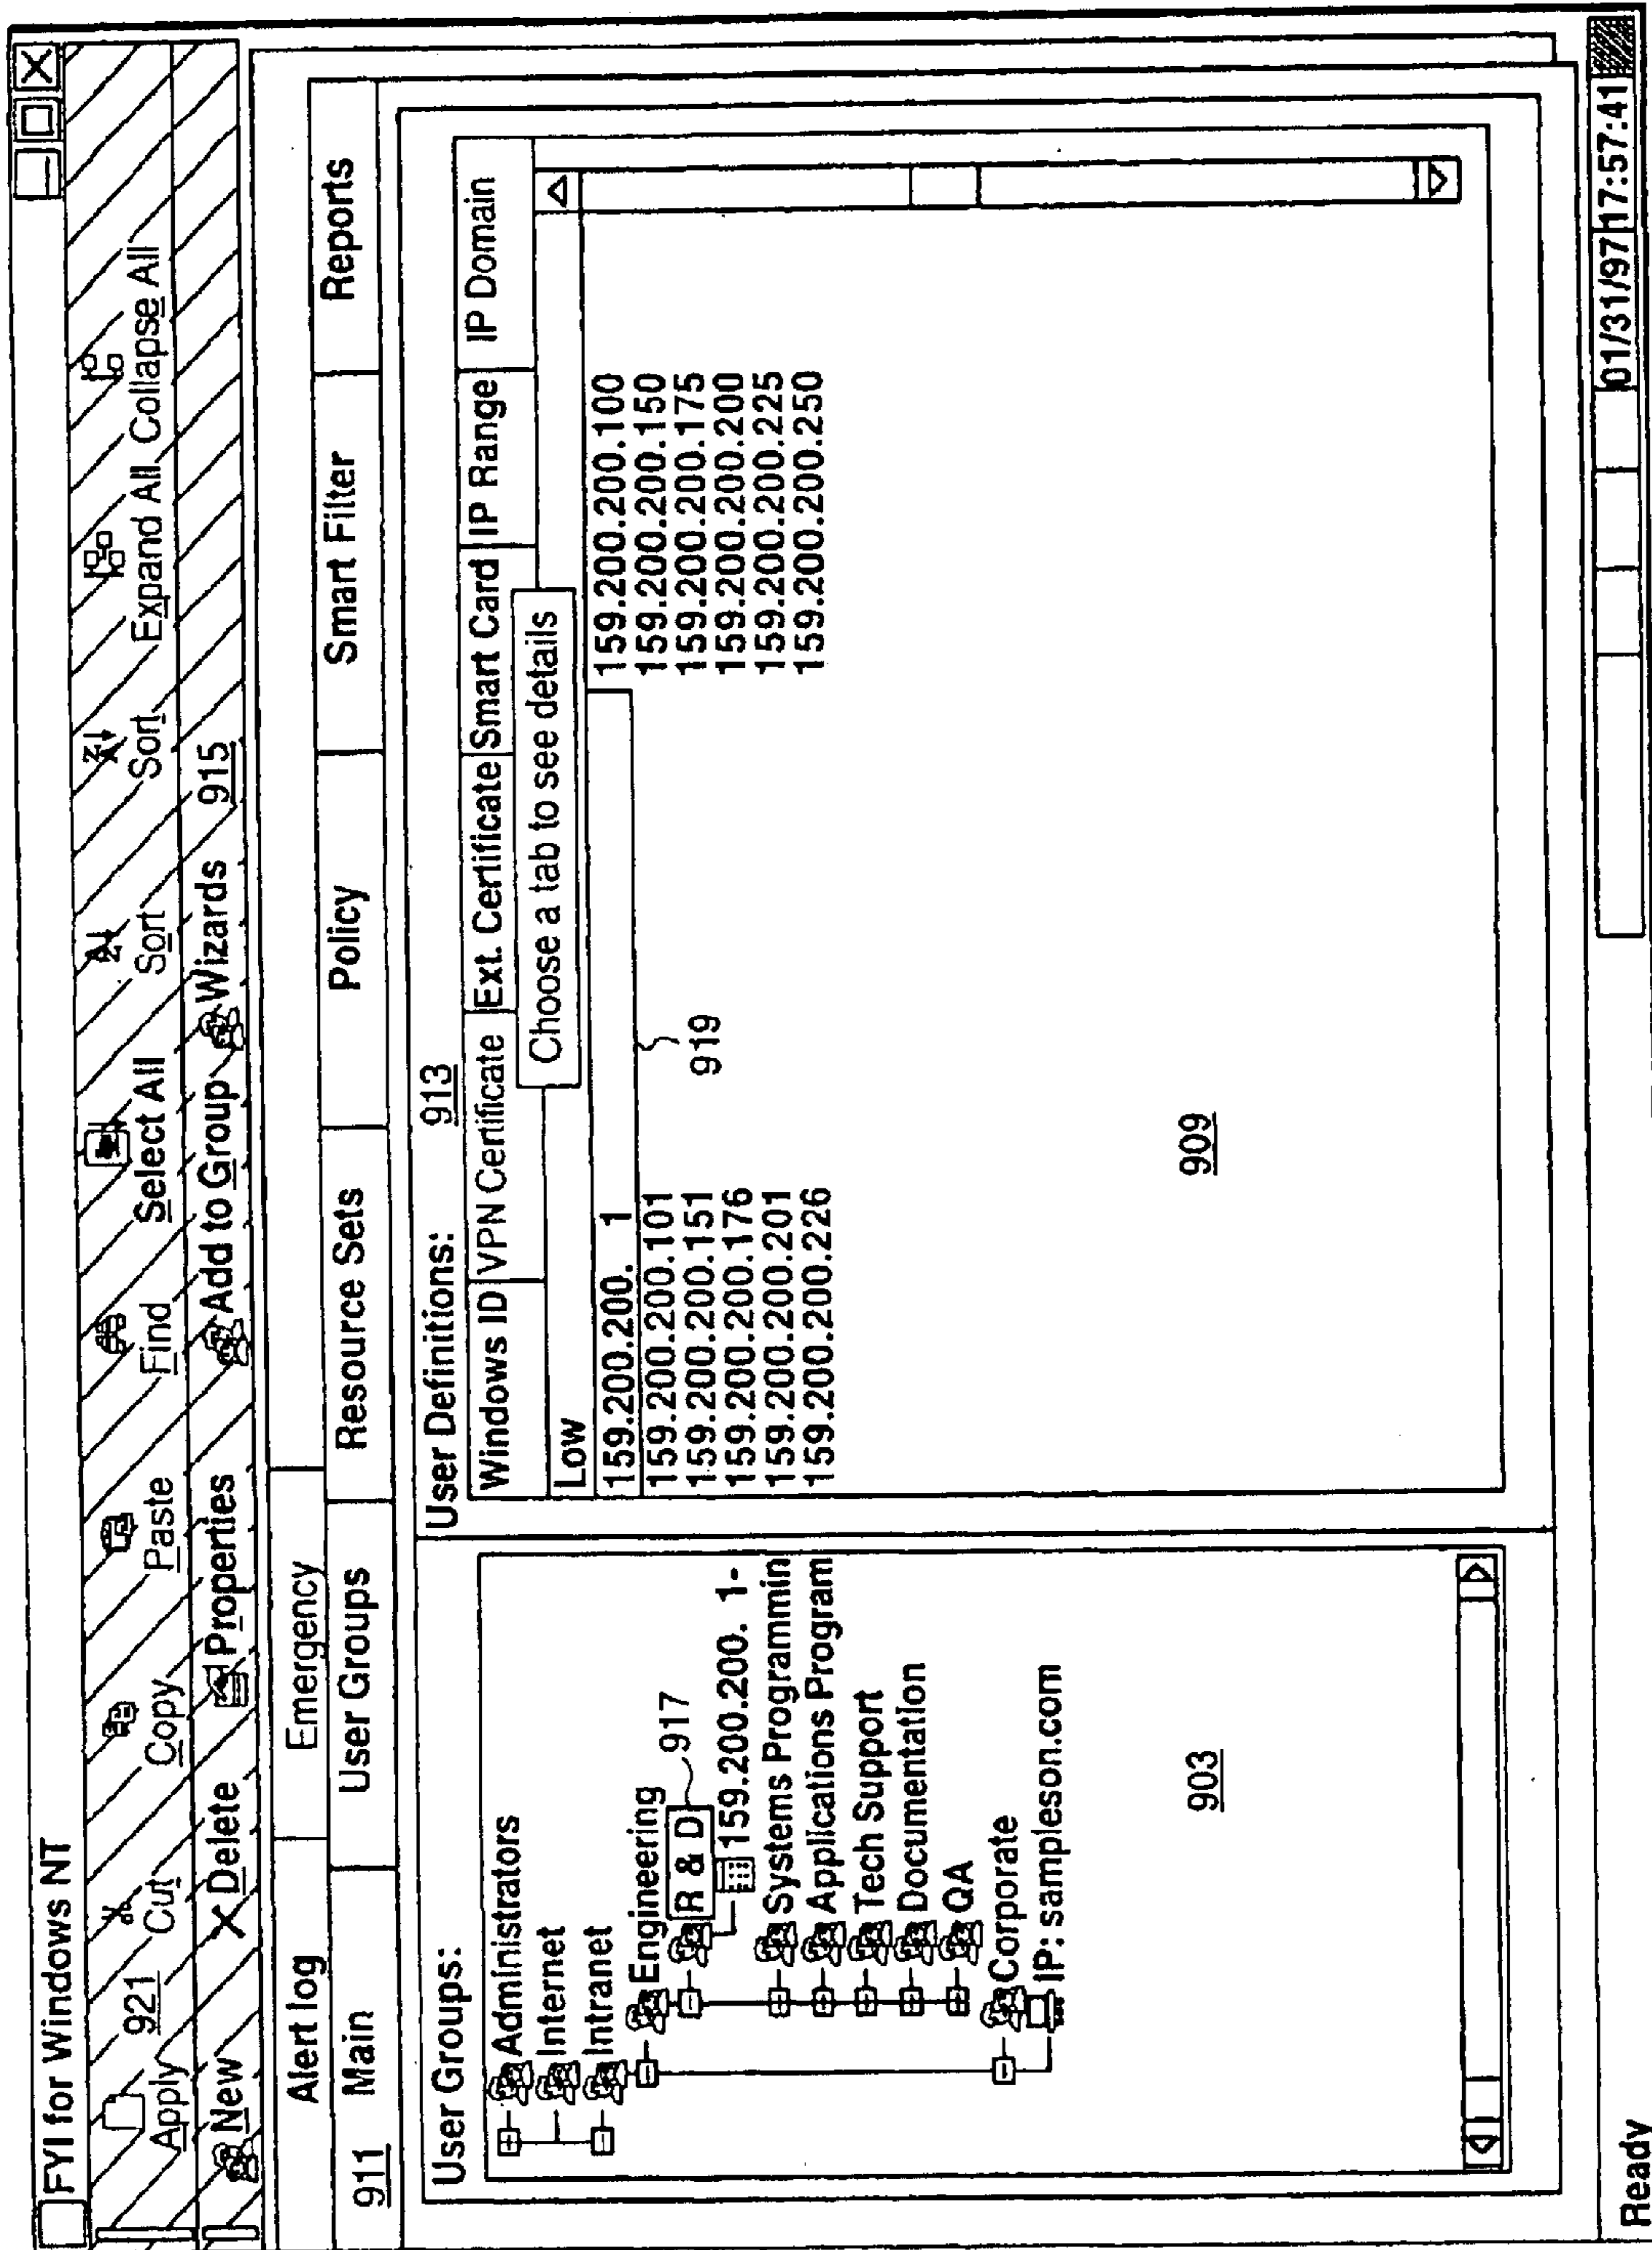 FYI for Windows NT
Apply 921 Cut Copy Paste Find Select All Sort Sort Expand All Collapse All
New Delete Properties Add to Group Wizards 915
Alert log Emergency
911 Main User Groups Resource Sets Policy Smart Filter Reports
User Groups:
Administrators
Internet
Intranet
Engineering
R & D 917
159.200.200. 1-
Systems Programmin
Applications Program
Tech Support
Documentation
QA
Corporate
IP: sampleson.com
903
User Definitions: 913
Windows ID VPN Certificate Ext. Certificate Smart Card IP Range IP Domain
Choose a tab to see details
Low
159.200.200. 1 159.200.200.100
159.200.200.101 159.200.200.150
159.200.200.151 159.200.200.175
159.200.200.176 159.200.200.200
159.200.200.201 159.200.200.225
159.200.200.226 159.200.200.250
919
909
Ready 01/31/97 17:57:41